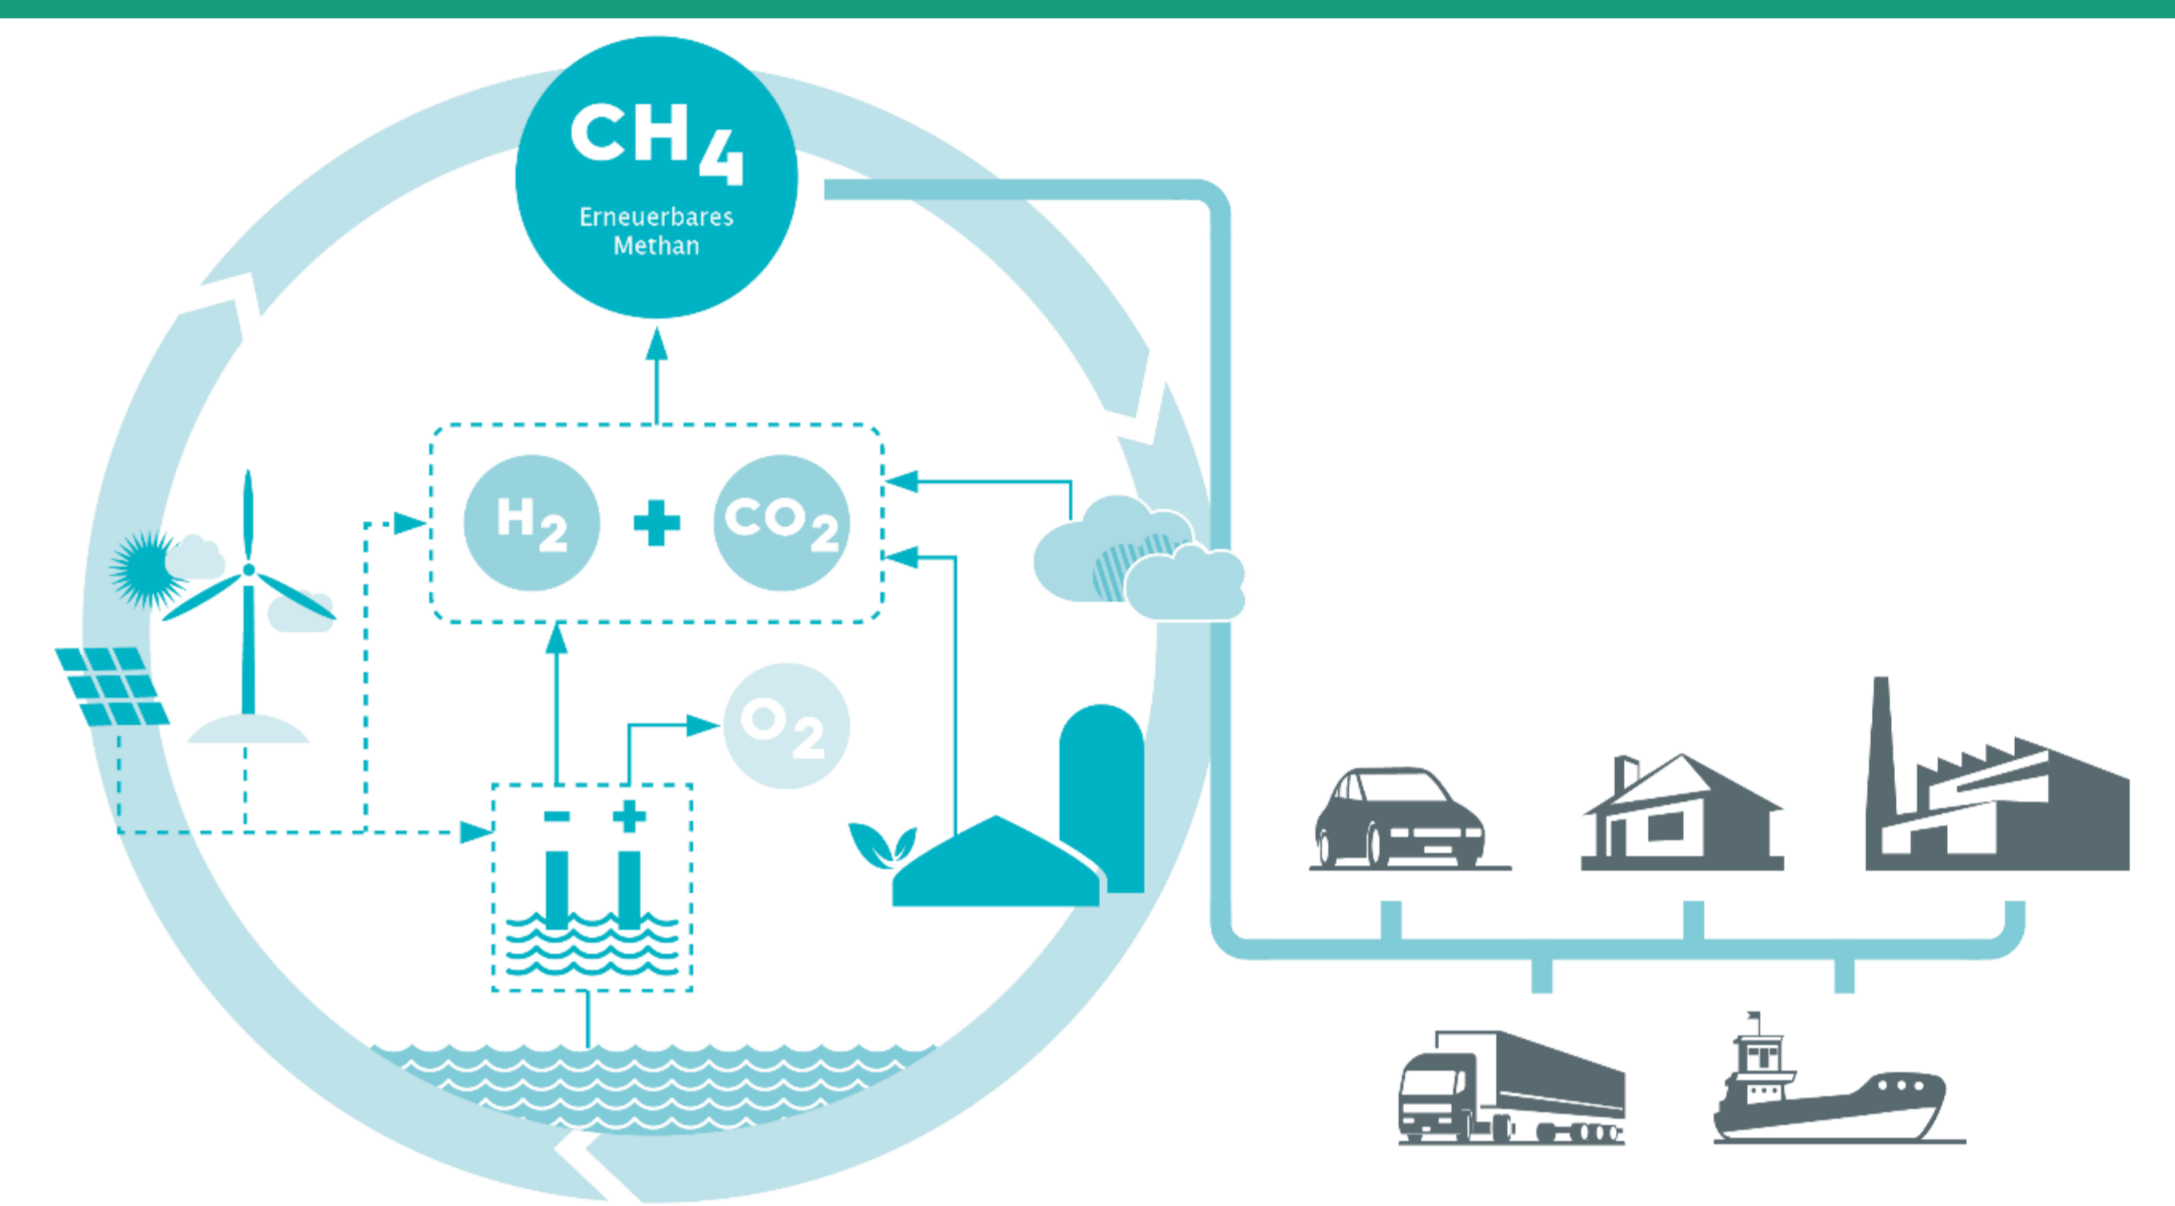 CH4
Erneuerbares
Methan
H2 + CO2
O2
- +